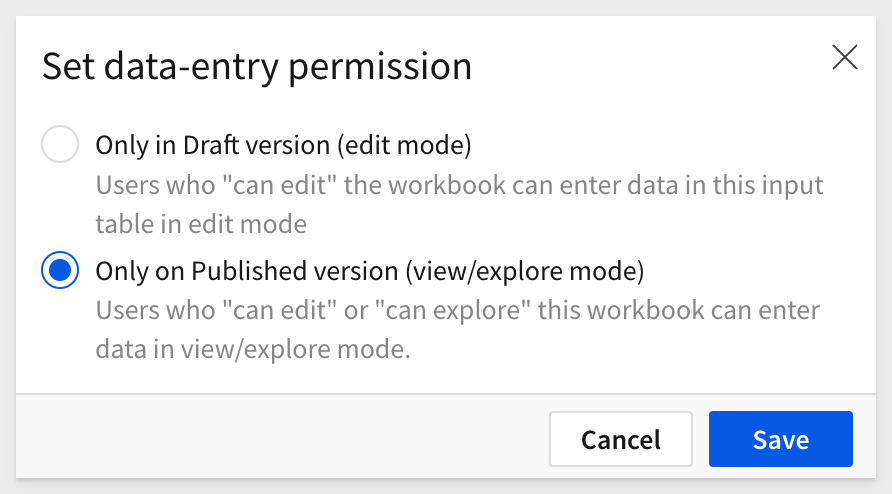 Set data-entry permission
Only in Draft version (edit mode)
Users who "can edit" the workbook can enter data in this input
table in edit mode
Only on Published version (view/explore mode)
Users who "can edit" or "can explore" this workbook can enter
data in view/explore mode.
Cancel Save